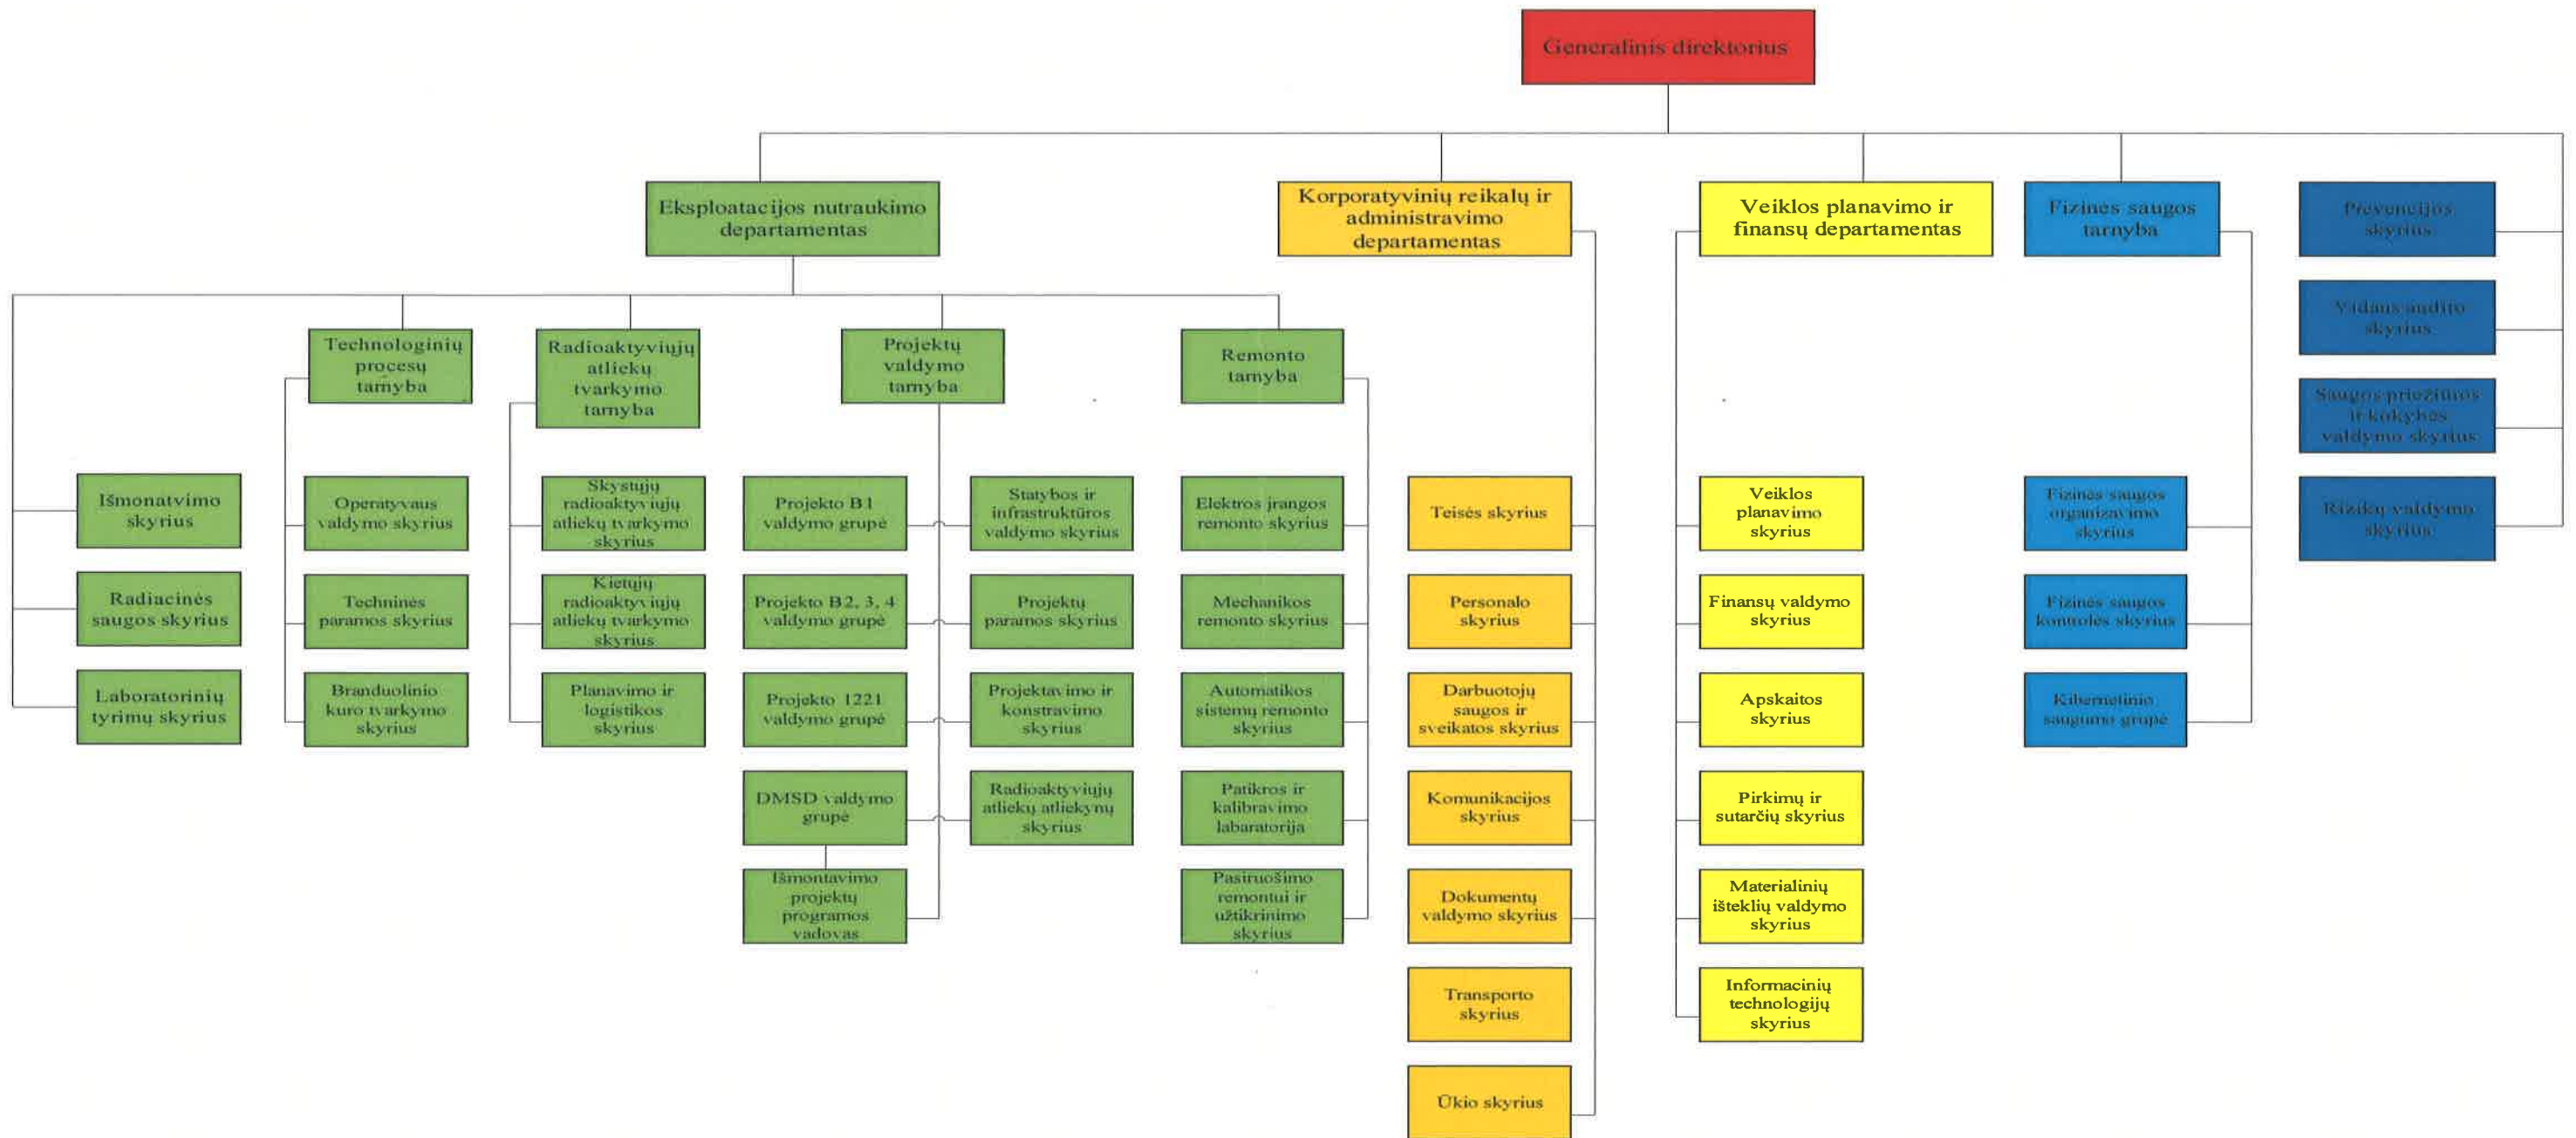 Generalinis direktorius
Eksploatacijos nutraukimo
departamentas
Korporatyvinių reikalų ir
administravimo
departamentas
Veiklos planavimo ir
finansų departamentas
Fizinės saugos
tarnyba
Prevencijos
skyrius
Vidaus audito
skyrius
Saugos priežiūros
ir kokybės
valdymo skyrius
Rizikų valdymo
skyrius
Technologinių
procesų
tarnyba
Radioaktyviųjų
atliekų
tvarkymo
tarnyba
Projektų
valdymo
tarnyba
Remonto
tarnyba
Išmonatvimo
skyrius
Radiacinės
saugos skyrius
Laboratorinių
tyrimų skyrius
Operatyvaus
valdymo skyrius
Techninės
paramos skyrius
Branduolinio
kuro tvarkymo
skyrius
Skystųjų
radioaktyviųjų
atliekų tvarkymo
skyrius
Kietųjų
radioaktyviųjų
atliekų tvarkymo
skyrius
Planavimo ir
logistikos
skyrius
Projekto B1
valdymo grupė
Projekto B2, 3, 4
valdymo grupė
Projekto 1221
valdymo grupė
DMSD valdymo
grupė
Išmontavimo
projektų
programos
vadovas
Statybos ir
infrastruktūros
valdymo skyrius
Projektų
paramos skyrius
Projektavimo ir
konstravimo
skyrius
Radioaktyviųjų
atliekų atliekynų
skyrius
Elektros įrangos
remonto skyrius
Mechanikos
remonto skyrius
Automatikos
sistemų remonto
skyrius
Patikros ir
kalibravimo
labaratorija
Pasiruošimo
remontui ir
užtikrinimo
skyrius
Teisės skyrius
Personalo
skyrius
Darbuotojų
saugos ir
sveikatos skyrius
Komunikacijos
skyrius
Dokumentų
valdymo skyrius
Transporto
skyrius
Ūkio skyrius
Veiklos
planavimo
skyrius
Finansų valdymo
skyrius
Apskaitos
skyrius
Pirkimų ir
sutarčių skyrius
Materialinių
išteklių valdymo
skyrius
Informacinių
technologijų
skyrius
Fizinės saugos
organizavimo
skyrius
Fizinės saugos
kontrolės skyrius
Kibernetinio
saugumo grupė